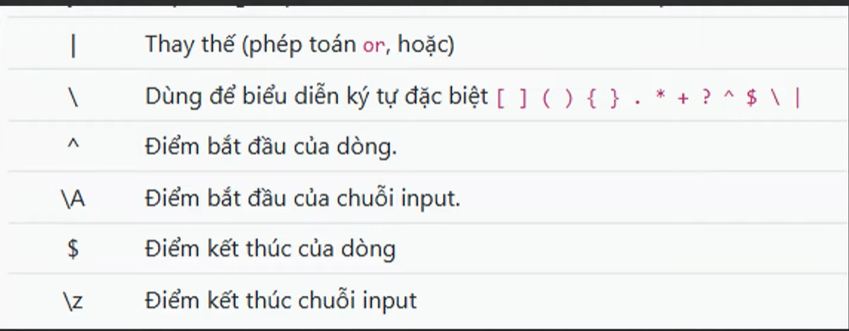 | Thay thế (phép toán or, hoặc)
\ Dùng để biểu diễn ký tự đặc biệt [ ] ( ) { } . * + ? ^ $ \ |
^ Điểm bắt đầu của dòng.
\A Điểm bắt đầu của chuỗi input.
$ Điểm kết thúc của dòng
\z Điểm kết thúc chuỗi input